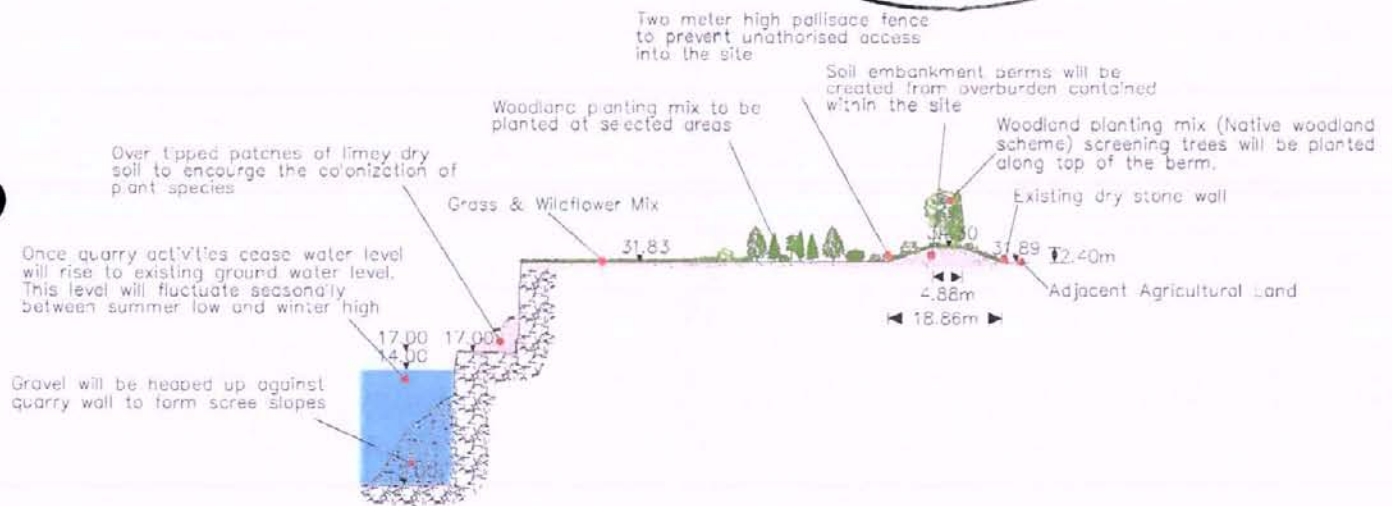 Two meter high pallisace fence
to prevent unathorised access
into the site
Soil embankment berms will be
created from overburden contained
within the site
Woodland planting mix to be
planted at selected areas
Woodland planting mix (Native woodland
scheme) screening trees will be planted
along top of the berm.
Over tipped patches of limey dry
soil to encourge the colonization of
plant species
Existing dry stone wall
Grass & Wildflower Mix
31.83
31.89
2.40m
Once quarry activities cease water level
will rise to existing ground water level.
This level will fluctuate seasonally
between summer low and winter high
4.88m
Adjacent Agricultural Land
18.86m
17.00
17.00
14.00
Gravel will be heaped up against
quarry wall to form scree slopes